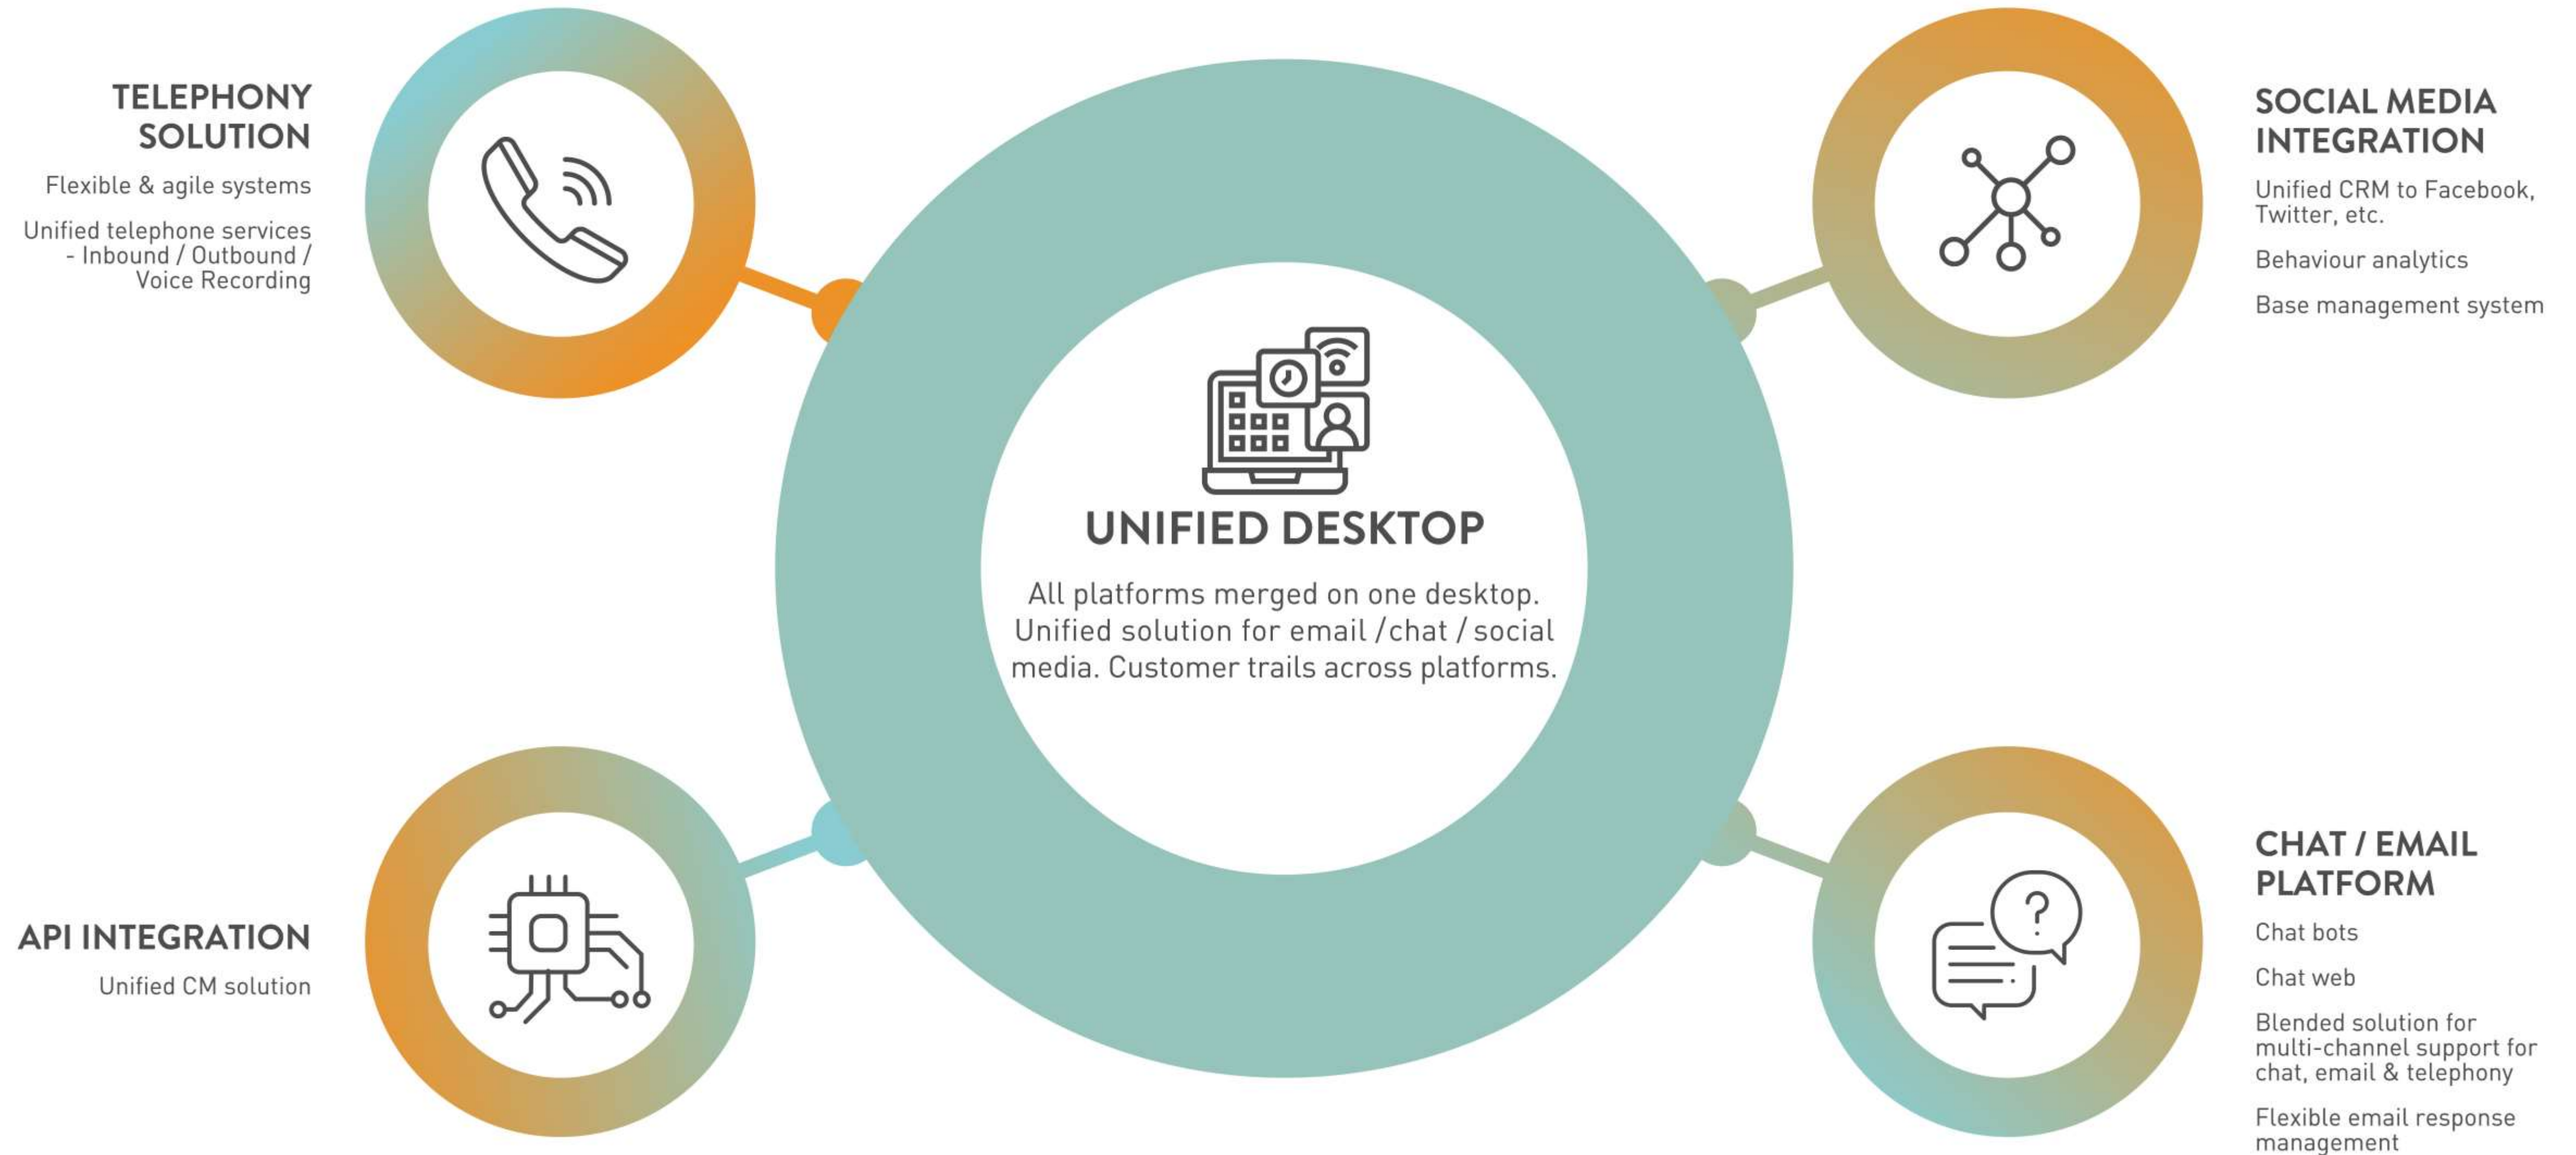 TELEPHONY
SOLUTION
Flexible & agile systems
Unified telephone services
- Inbound / Outbound /
Voice Recording
SOCIAL MEDIA
INTEGRATION
Unified CRM to Facebook,
Twitter, etc.
Behaviour analytics
Base management system
UNIFIED DESKTOP
All platforms merged on one desktop.
Unified solution for email / chat / social
media. Customer trails across platforms.
API INTEGRATION
Unified CM solution
CHAT / EMAIL
PLATFORM
Chat bots
Chat web
Blended solution for
multi-channel support for
chat, email & telephony
Flexible email response
management
?